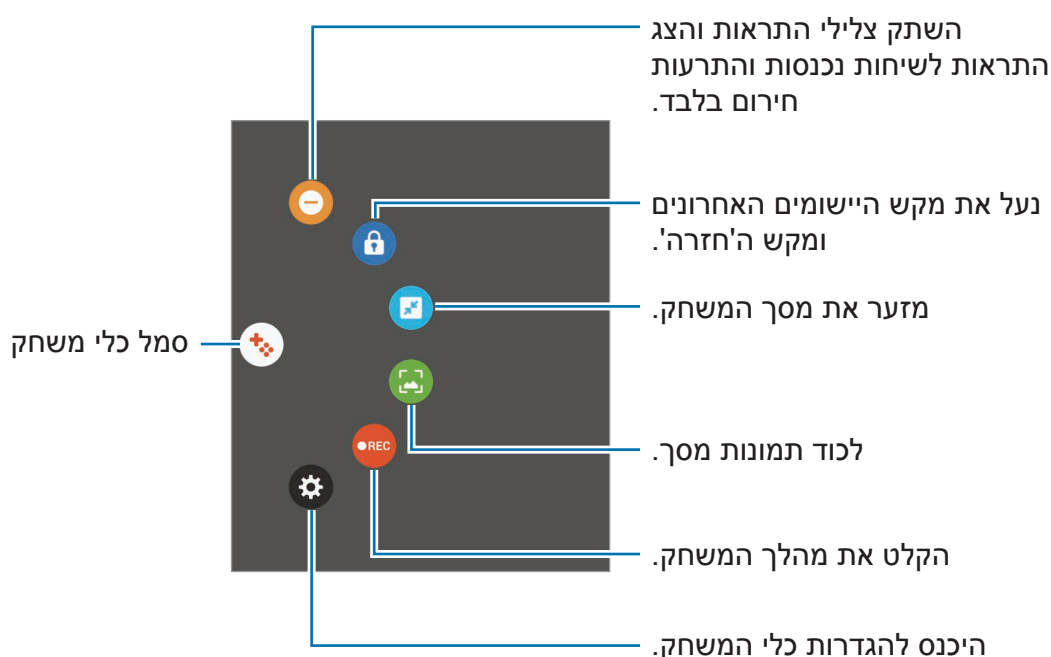 השתק צלילי התראות והצג
התראות לשיחות נכנסות והתרעות
חירום בלבד.
נעל את מקש היישומים האחרונים
ומקש ה'חזרה'.
מזער את מסך המשחק.
סמל כלי משחק
לכוד תמונות מסך.
REC
הקלט את מהלך המשחק.
היכנס להגדרות כלי המשחק.